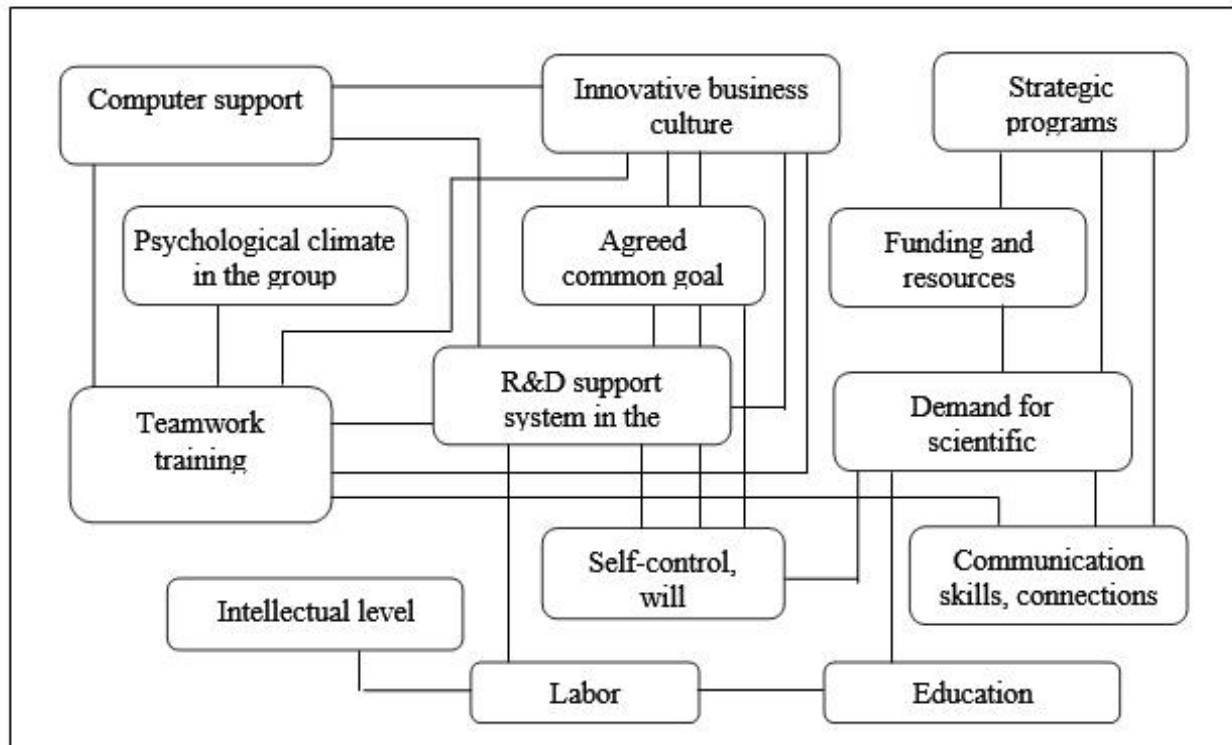 Computer support
Innovative business
culture
Strategic
programs
Psychological climate
in the group
Agreed
common goal
Funding and
resources
Teamwork
training
R&D support
system in the
Demand for
scientific
Self-control,
will
Communication
skills, connections
Intellectual level
Labor
Education